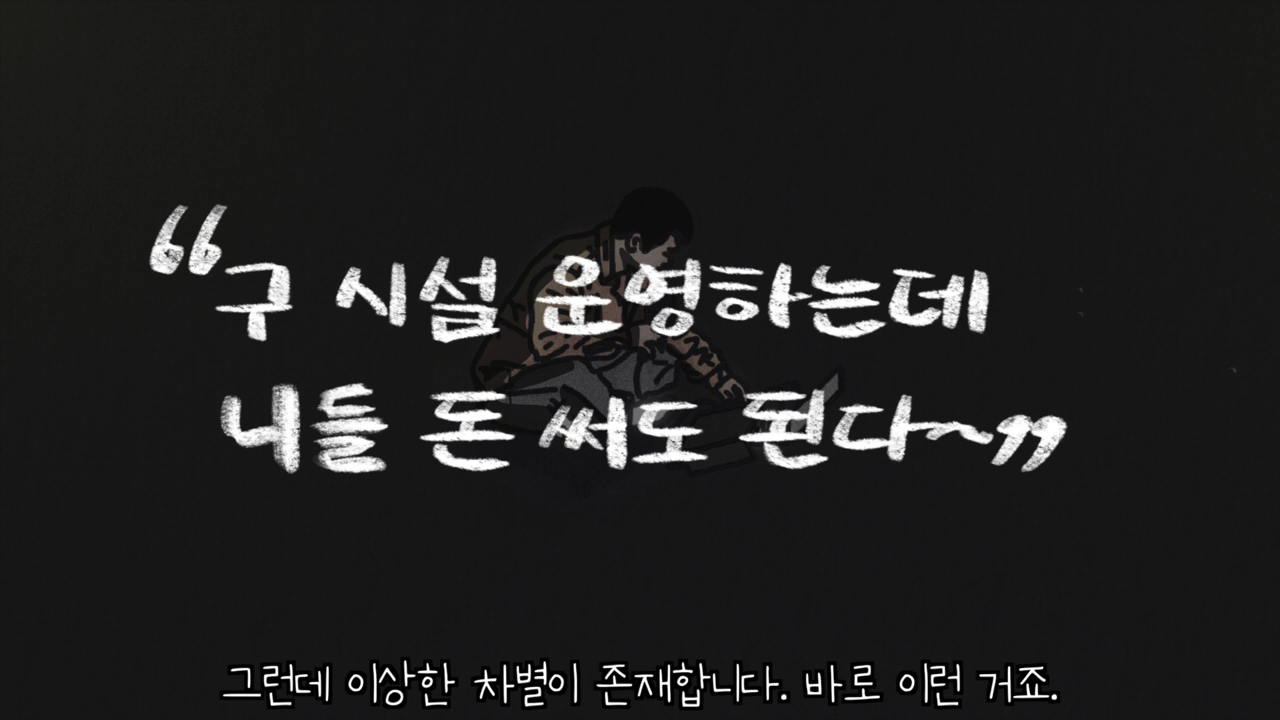 “구 시설 운영하는데
니들 돈 써도 된다~”
그런데 이상한 차별이 존재합니다. 바로 이런 거죠.